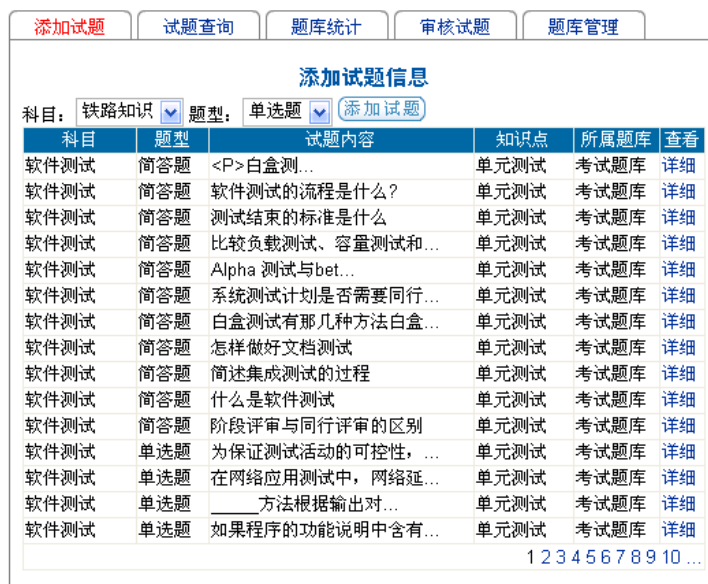 添加试题 试题查询 题库统计 审核试题 题库管理
添加试题信息
科目： 铁路知识 题型： 单选题 添加试题
科目 题型 试题内容 知识点 所属题库 查看
软件测试 简答题 <P>白盒测... 单元测试 考试题库 详细
软件测试 简答题 软件测试的流程是什么？ 单元测试 考试题库 详细
软件测试 简答题 测试结束的标准是什么 单元测试 考试题库 详细
软件测试 简答题 比较负载测试、容量测试和... 单元测试 考试题库 详细
软件测试 简答题 Alpha 测试与bet... 单元测试 考试题库 详细
软件测试 简答题 系统测试计划是否需要同行... 单元测试 考试题库 详细
软件测试 简答题 白盒测试有那几种方法白盒... 单元测试 考试题库 详细
软件测试 简答题 怎样做好文档测试 单元测试 考试题库 详细
软件测试 简答题 简述集成测试的过程 单元测试 考试题库 详细
软件测试 简答题 什么是软件测试 单元测试 考试题库 详细
软件测试 简答题 阶段评审与同行评审的区别 单元测试 考试题库 详细
软件测试 单选题 为保证测试活动的可控性，... 单元测试 考试题库 详细
软件测试 单选题 在网络应用测试中，网络延... 单元测试 考试题库 详细
软件测试 单选题 _____方法根据输出对... 单元测试 考试题库 详细
软件测试 单选题 如果程序的功能说明中含有... 单元测试 考试题库 详细
1 2 3 4 5 6 7 8 9 10 ...